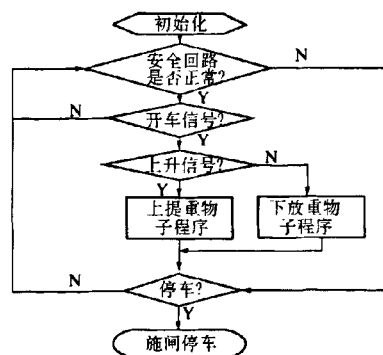 初始化
安全回路
是否正常?
N
Y
N
开车信号?
Y
上升信号?
N
Y
上提重物
子程序
下放重物
子程序
N
停车?
Y
施闸停车